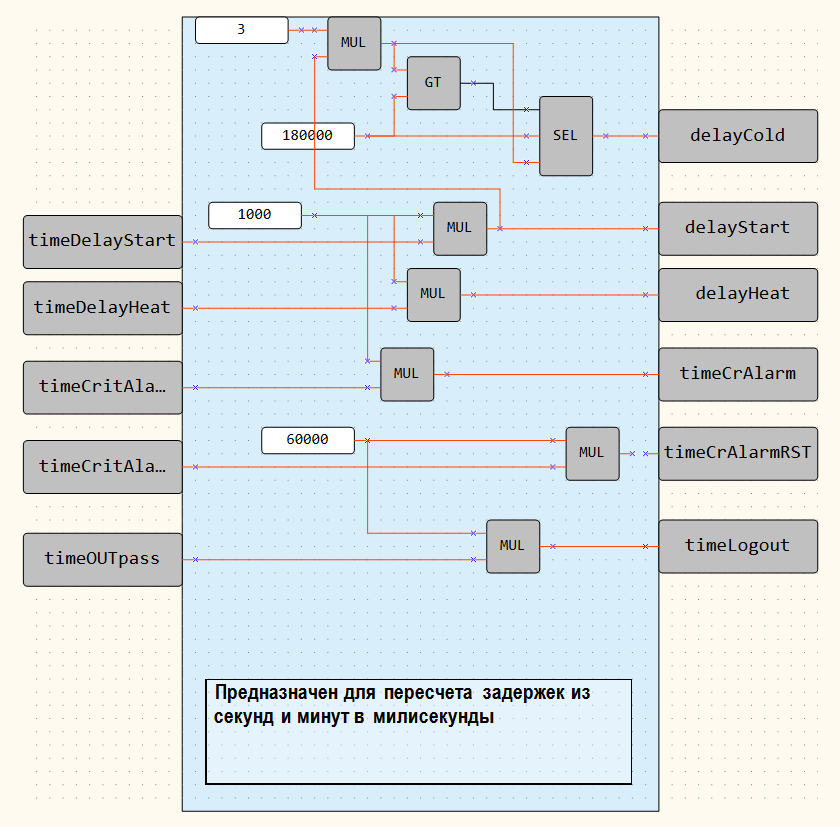 3
MUL
GT
180000
SEL
delayCold
1000
MUL
delayStart
timeDelayStart
MUL
delayHeat
timeDelayHeat
MUL
timeCrAlarm
timeCritAla…
60000
MUL
timeCrAlarmRST
timeCritAla…
MUL
timeLogout
timeOUTpass
Предназначен для пересчета задержек из
секунд и минут в милисекунды